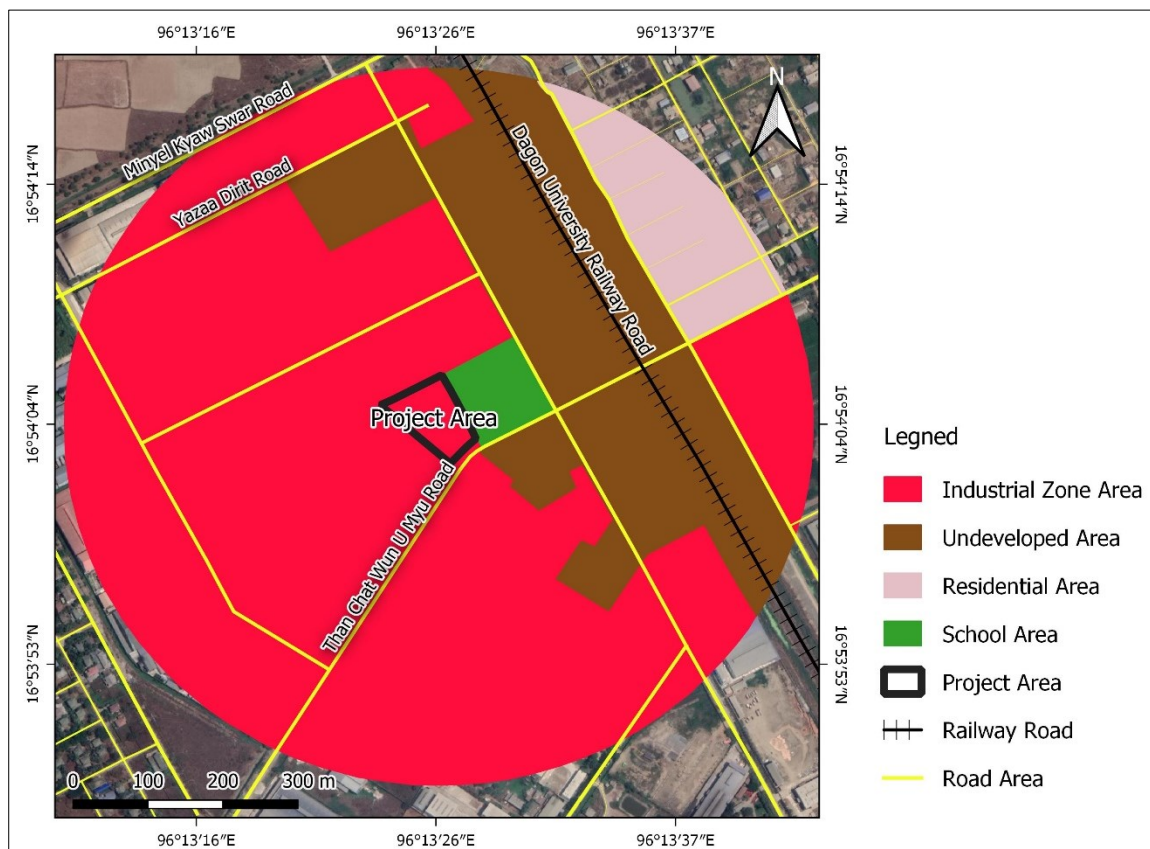 96°13′16″E
96°13′26″E
96°13′37″E
N
Minyel Kyaw Swar Road
Yazaa Dirit Road
Dagon University Railway Road
16°54′14″N
16°54′14″N
Project Area
16°54′04″N
16°54′04″N
Than Chat Wun U Myu Road
Legned
Industrial Zone Area
Undeveloped Area
Residential Area
School Area
Project Area
Railway Road
Road Area
16°53′53″N
16°53′53″N
0 100 200 300 m
96°13′16″E
96°13′26″E
96°13′37″E